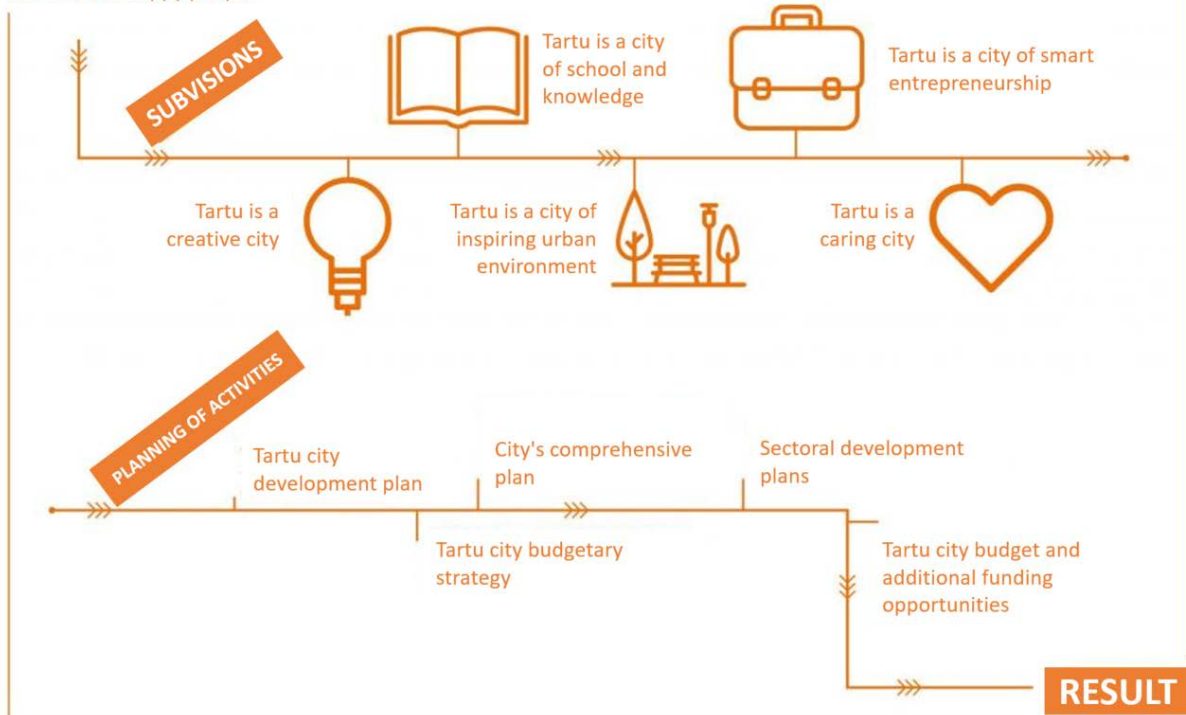 SUBVISIONS
Tartu is a city
of school and
knowledge
Tartu is a city of smart
entrepreneurship
Tartu is a
creative city
Tartu is a city of
inspiring urban
environment
Tartu is a
caring city
PLANNING OF ACTIVITIES
Tartu city
development plan
City's comprehensive
plan
Sectoral development
plans
Tartu city budgetary
strategy
Tartu city budget and
additional funding
opportunities
RESULT